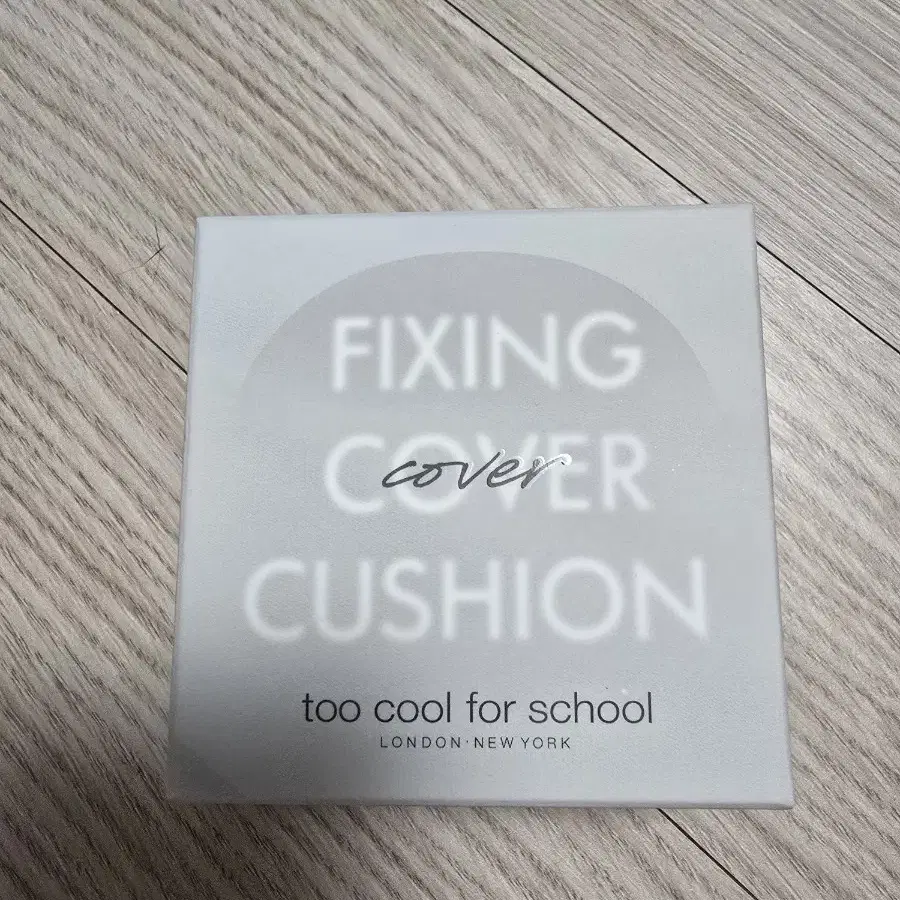 FIXING
COVER
cover
CUSHION
too cool for school
LONDON·NEW YORK